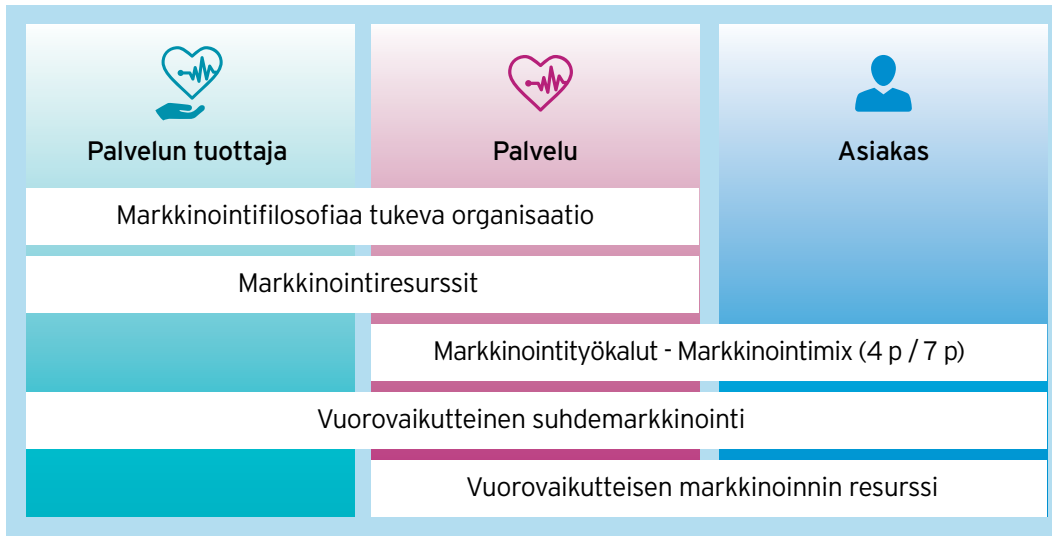 Palvelun tuottaja
Palvelu
Asiakas
Markkinointifilosofiaa tukeva organisaatio
Markkinointiresurssit
Markkinointityökalut - Markkinointimix (4 p / 7 p)
Vuorovaikutteinen suhdemarkkinointi
Vuorovaikutteisen markkinoinnin resurssi